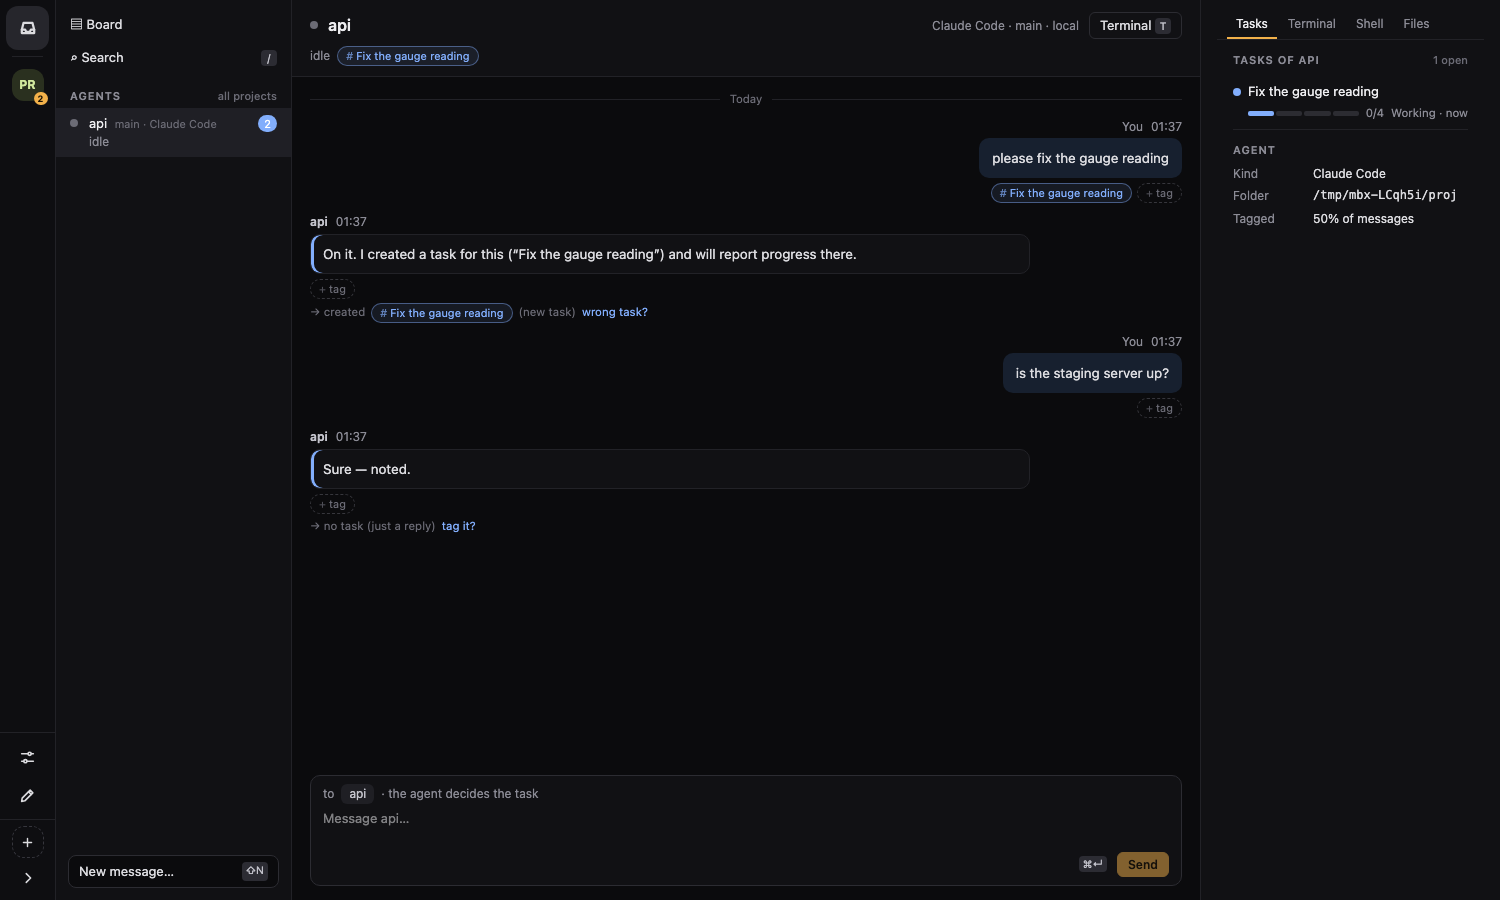 PR
2
Board
Search /
AGENTS all projects
api main · Claude Code 2
idle
New message... ⇧N
api
Claude Code · main · local Terminal T
idle # Fix the gauge reading
Today
You 01:37
please fix the gauge reading
# Fix the gauge reading + tag
api 01:37
On it. I created a task for this (“Fix the gauge reading”) and will report progress there.
+ tag
→ created # Fix the gauge reading (new task) wrong task?
You 01:37
is the staging server up?
+ tag
api 01:37
Sure — noted.
+ tag
→ no task (just a reply) tag it?
to api · the agent decides the task
Message api...
⌘↵ Send
Tasks Terminal Shell Files
TASKS OF API 1 open
Fix the gauge reading
0/4 Working · now
AGENT
Kind Claude Code
Folder /tmp/mbx-LCqh5i/proj
Tagged 50% of messages